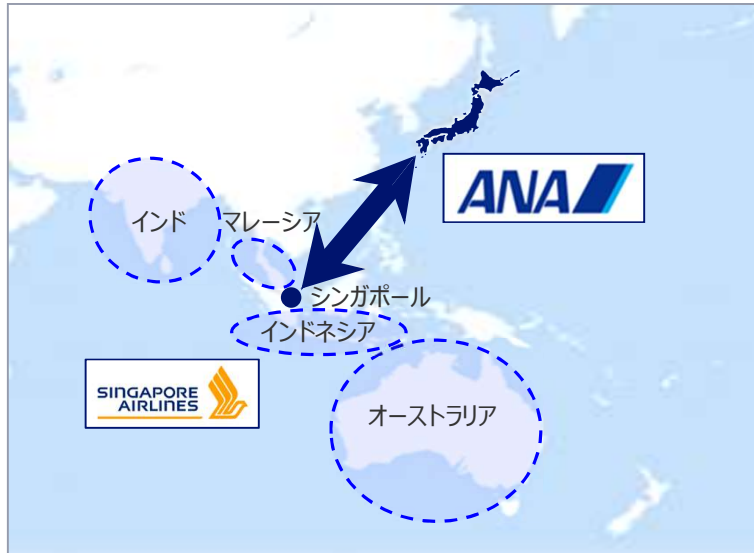 ANA
インド
マレーシア
シンガポール
インドネシア
SINGAPORE
AIRLINES
オーストラリア